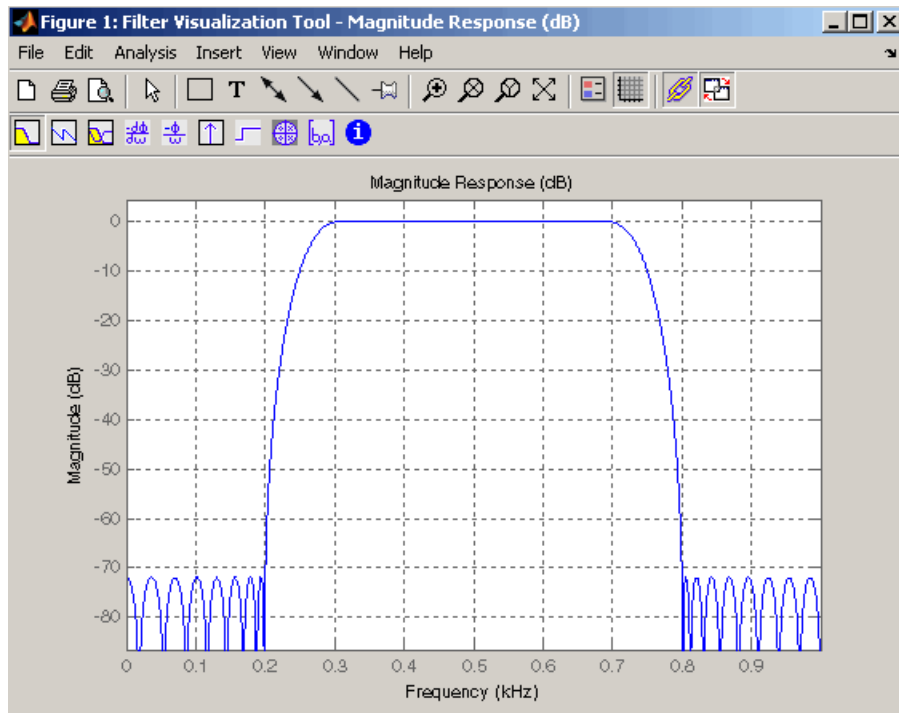 Figure 1: Filter Visualization Tool - Magnitude Response (dB)
File Edit Analysis Insert View Window Help
T
-dΦ/dω -Φ/ω [b,a] i
Magnitude Response (dB)
0
-10
-20
-30
-40
-50
-60
-70
-80
Magnitude (dB)
0 0.1 0.2 0.3 0.4 0.5 0.6 0.7 0.8 0.9
Frequency (kHz)